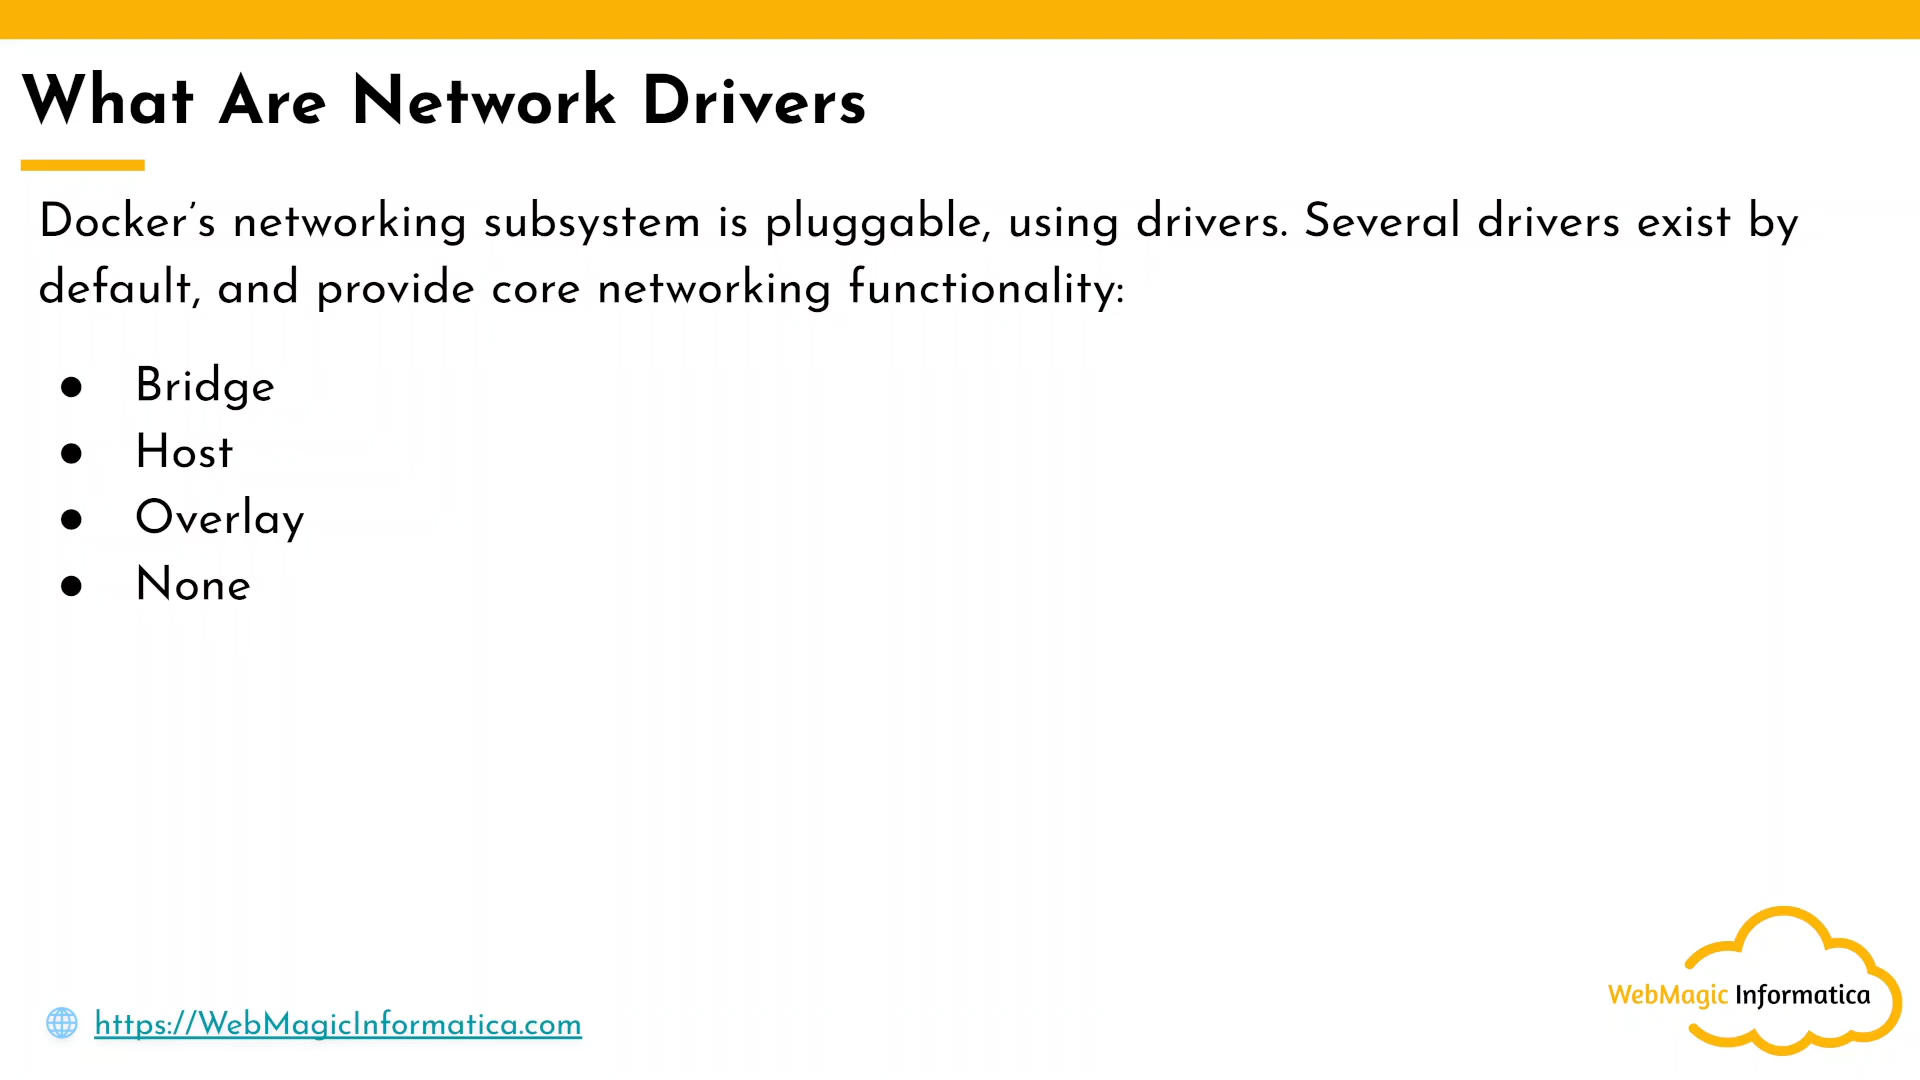 What Are Network Drivers
Docker’s networking subsystem is pluggable, using drivers. Several drivers exist by
default, and provide core networking functionality:
● Bridge
● Host
● Overlay
● None
https://WebMagicInformatica.com
WebMagic Informatica